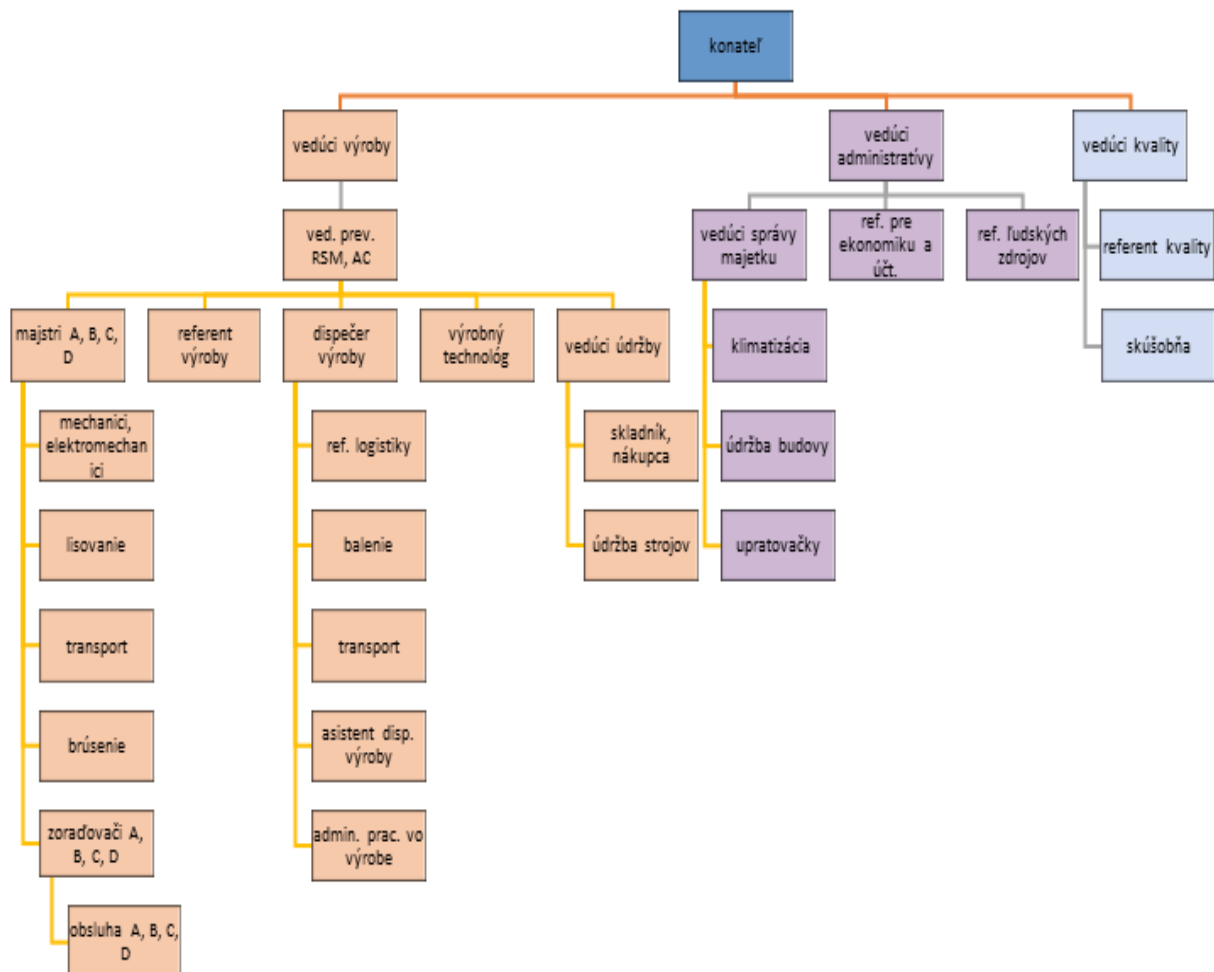 konateľ
vedúci výroby
vedúci
administratívy
vedúci kvality
ved. prev.
RSM, AC
vedúci správy
majetku
ref. pre
ekonomiku a
účt.
ref. ľudských
zdrojov
referent kvality
majstri A, B, C,
D
referent
výroby
dispečer
výroby
výrobný
technológ
vedúci údržby
klimatizácia
skúšobňa
mechanici,
elektromechan
ici
ref. logistiky
skladník,
nákupca
údržba budovy
lisovanie
balenie
údržba strojov
upratovačky
transport
transport
brúsenie
asistent disp.
výroby
zoraďovači A,
B, C, D
admin. prac. vo
výrobe
obsluha A, B, C,
D